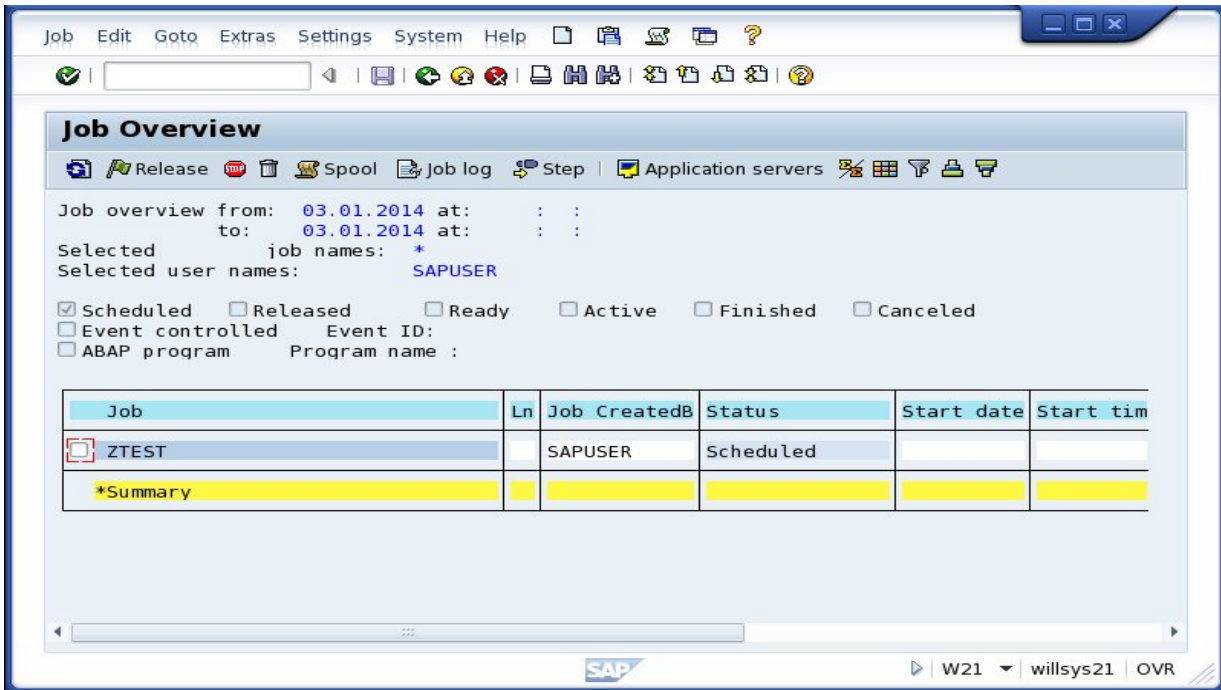 Job Edit Goto Extras Settings System Help
Job Overview
Release STOP Spool Job log Step Application servers
Job overview from: 03.01.2014 at: : :
to: 03.01.2014 at: : :
Selected job names: *
Selected user names: SAPUSER
Scheduled Released Ready Active Finished Canceled
Event controlled Event ID:
ABAP program Program name :
Job Ln Job CreatedB Status Start date Start tim
ZTEST SAPUSER Scheduled
*Summary
SAP W21 willsys21 OVR